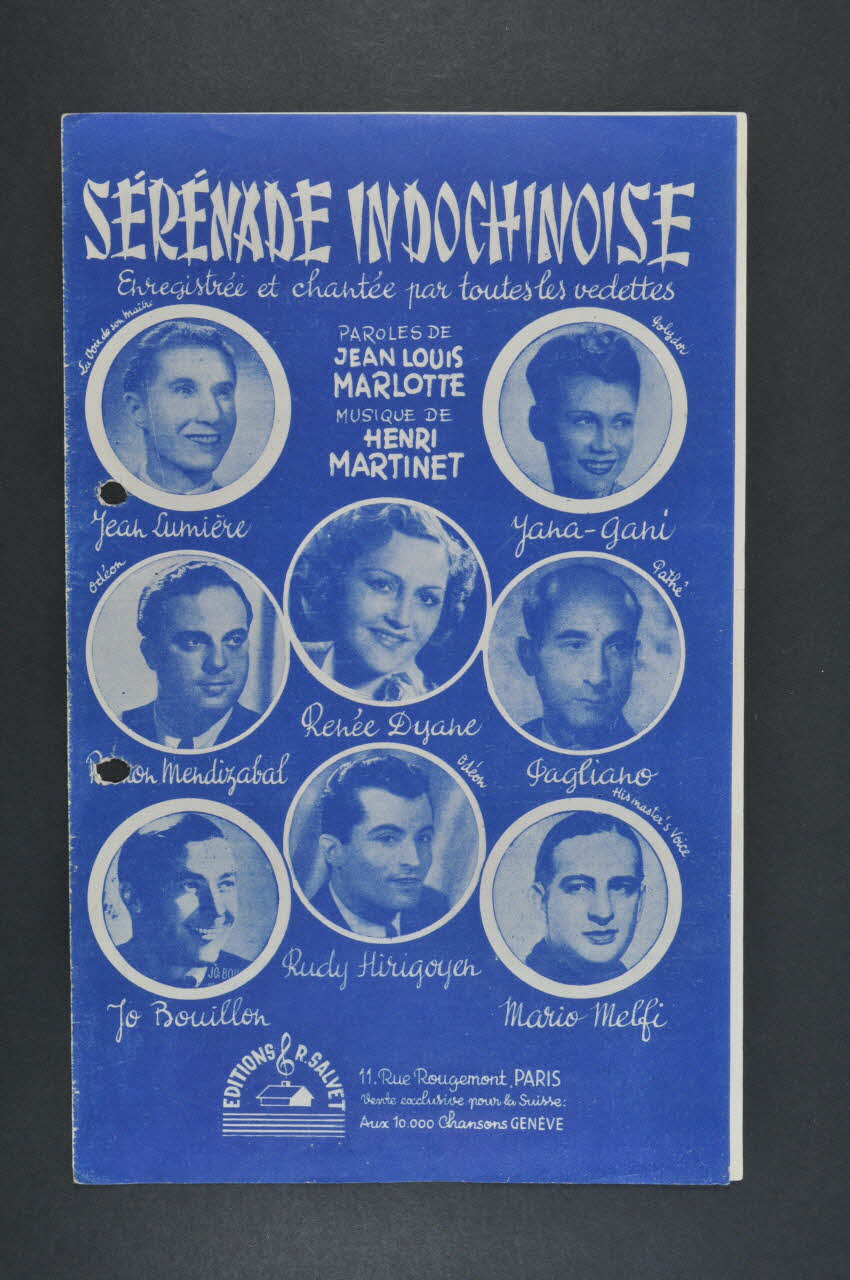 SÉRÉNADE INDOCHINOISE
Enregistrée et chantée par toutes les vedettes
La Voix de son Maître
Polydor
PAROLES DE
JEAN LOUIS
MARLOTTE
MUSIQUE DE
HENRI
MARTINET
Jean Lumière
Yana-Gani
Odéon
Pathé
Renée Dyane
Mendizabal
Pagliano
Odéon
His master's Voice
JO BOU
Rudy Hirigoyen
Jo Bouillon
Mario Melfi
EDITIONS R. SALVET
11. Rue Rougemont, PARIS
Vente exclusive pour la Suisse:
Aux 10.000 Chansons GENÈVE